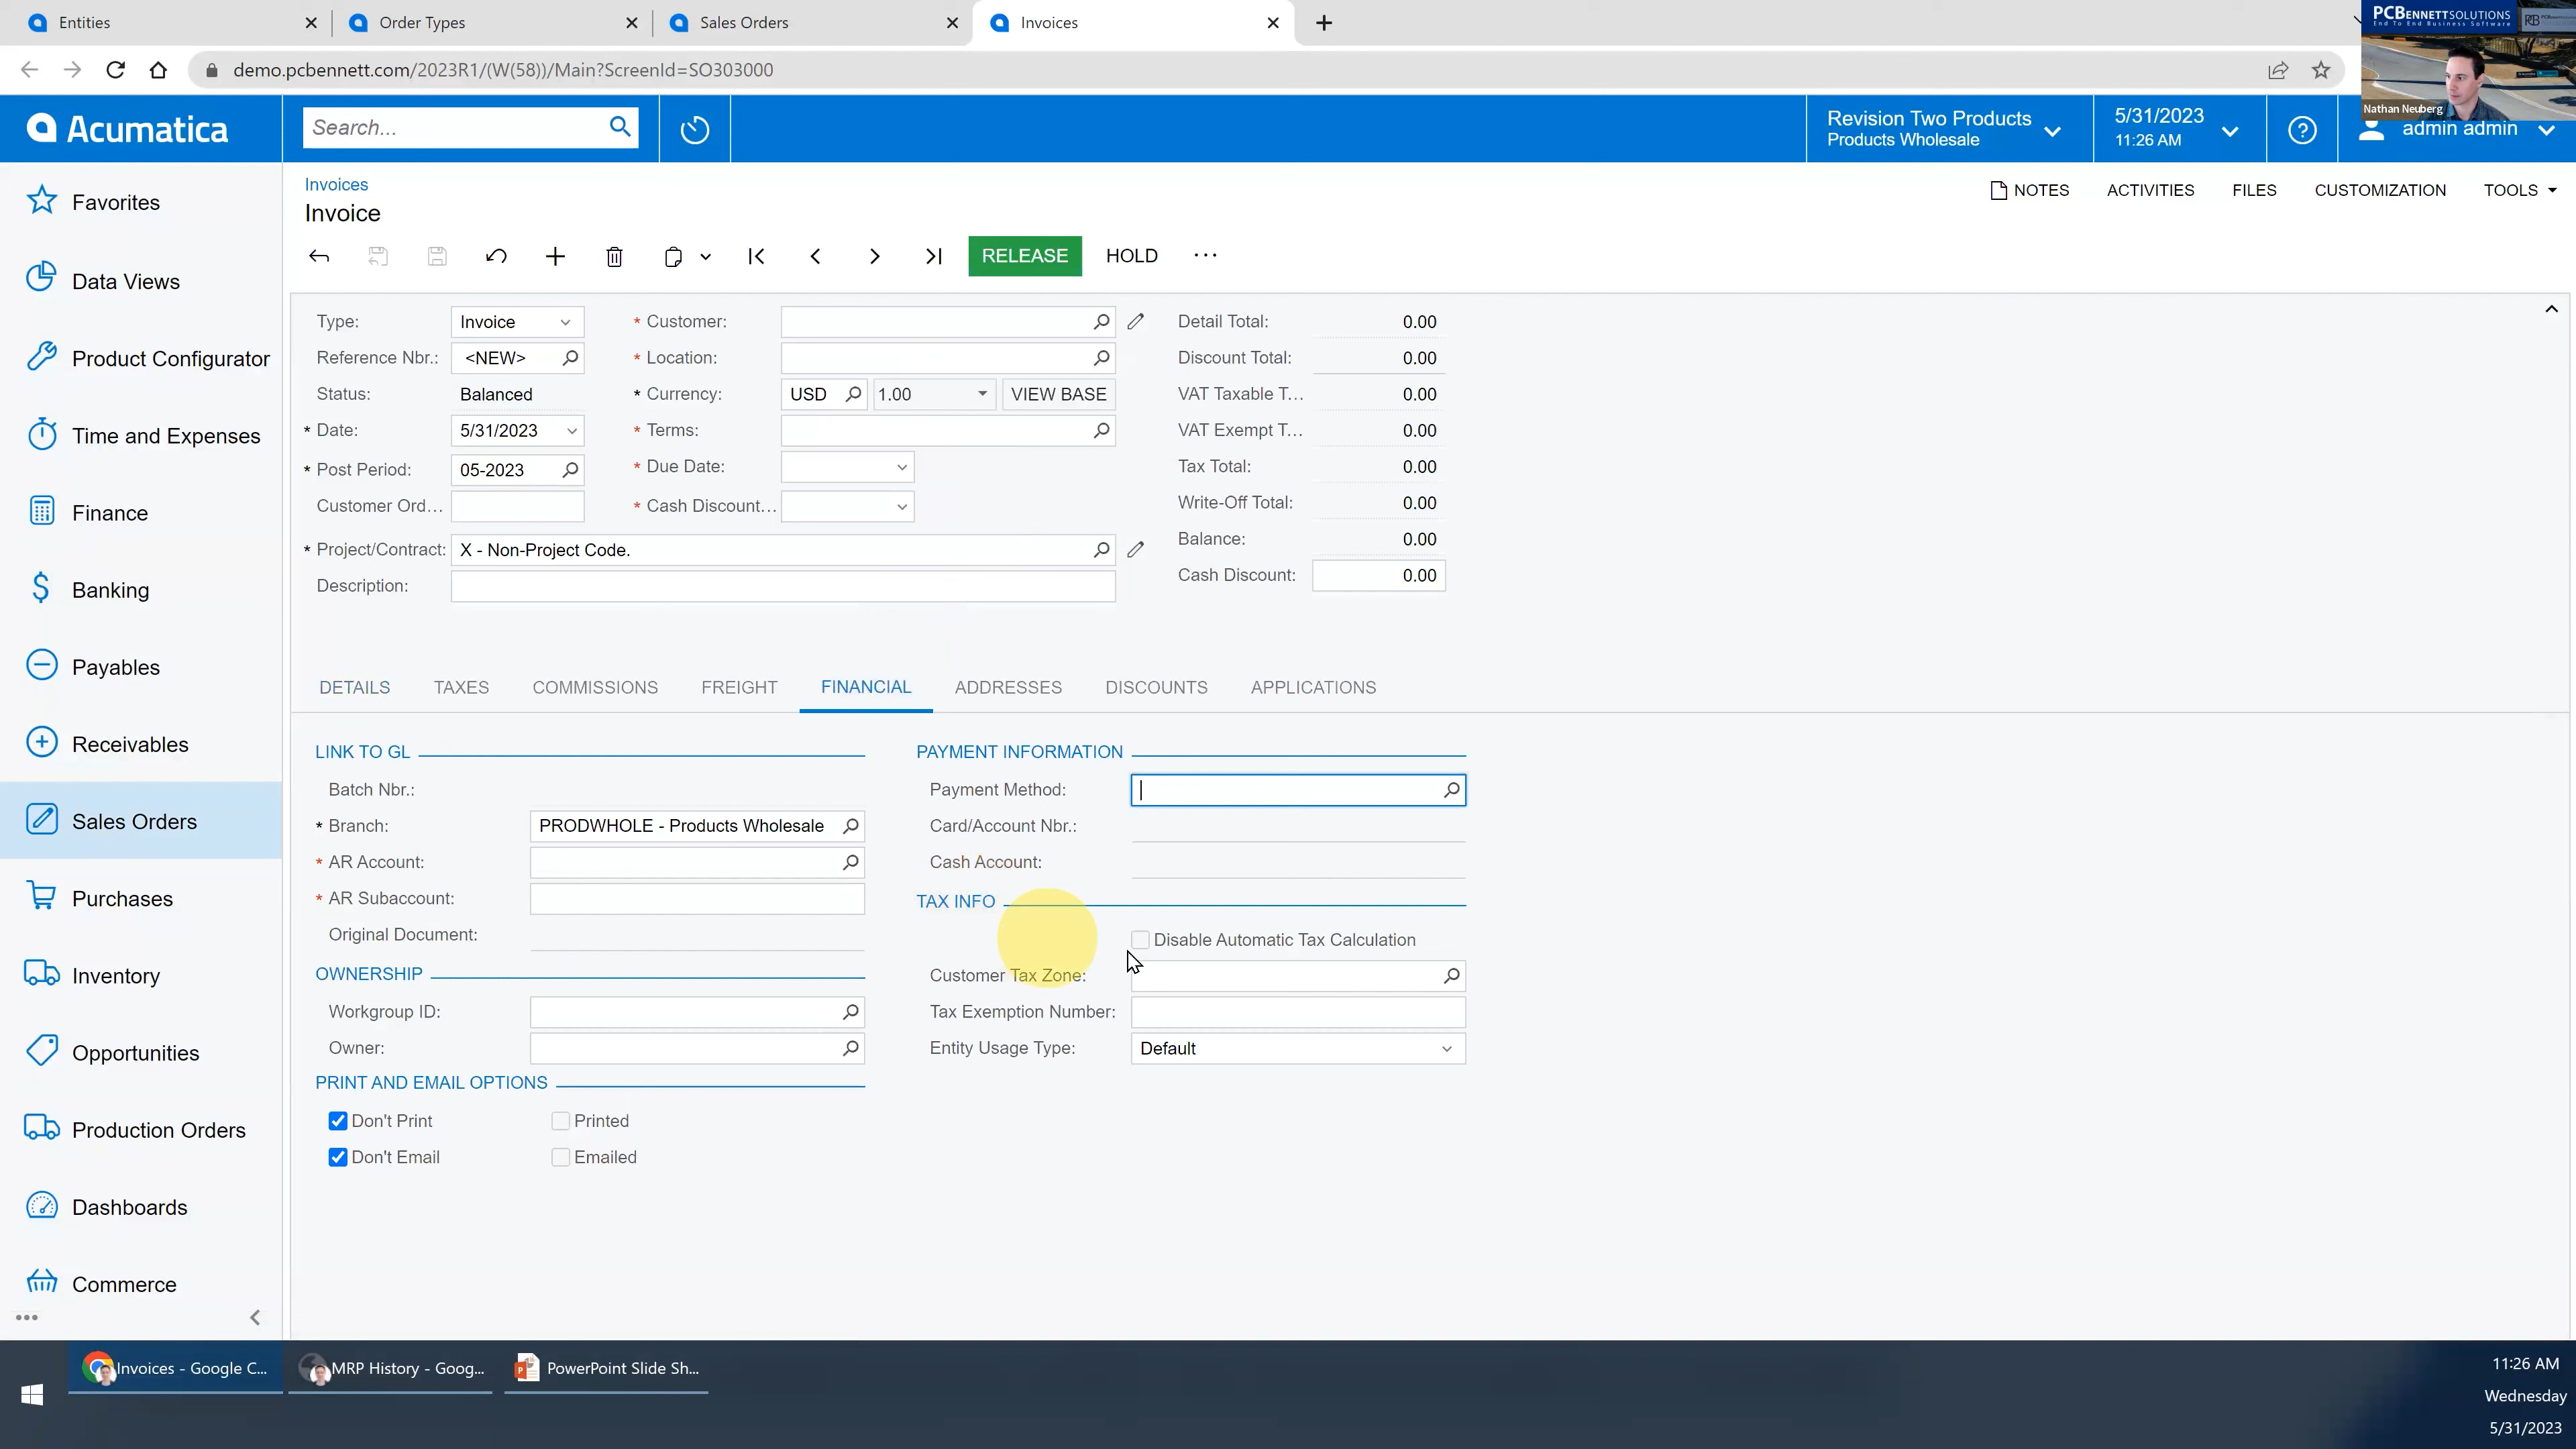 Entities
Order Types
Sales Orders
Invoices
demo.pcbennett.com/2023R1/(W(58))/Main?ScreenId=SO303000
PCBENNETTSOLUTIONS
End To End Business Software
PCB
Nathan Neuberg
Acumatica
Search...
Revision Two Products
Products Wholesale
5/31/2023
11:26 AM
admin admin
Favorites
Data Views
Product Configurator
Time and Expenses
Finance
Banking
Payables
Receivables
Sales Orders
Purchases
Inventory
Opportunities
Production Orders
Dashboards
Commerce
Invoices
Invoice
NOTES
ACTIVITIES
FILES
CUSTOMIZATION
TOOLS
RELEASE
HOLD
Type: Invoice
Reference Nbr.: <NEW>
Status: Balanced
* Date: 5/31/2023
* Post Period: 05-2023
Customer Ord...
* Project/Contract: X - Non-Project Code.
Description:
* Customer:
* Location:
* Currency: USD 1.00 VIEW BASE
* Terms:
* Due Date:
* Cash Discount...
Detail Total: 0.00
Discount Total: 0.00
VAT Taxable T... 0.00
VAT Exempt T... 0.00
Tax Total: 0.00
Write-Off Total: 0.00
Balance: 0.00
Cash Discount: 0.00
DETAILS TAXES COMMISSIONS FREIGHT FINANCIAL ADDRESSES DISCOUNTS APPLICATIONS
LINK TO GL
Batch Nbr.:
* Branch: PRODWHOLE - Products Wholesale
* AR Account:
* AR Subaccount:
Original Document:
OWNERSHIP
Workgroup ID:
Owner:
PRINT AND EMAIL OPTIONS
Don't Print Printed
Don't Email Emailed
PAYMENT INFORMATION
Payment Method:
Card/Account Nbr.:
Cash Account:
TAX INFO
Disable Automatic Tax Calculation
Customer Tax Zone:
Tax Exemption Number:
Entity Usage Type: Default
Invoices - Google C...
MRP History - Goog...
PowerPoint Slide Sh...
11:26 AM
Wednesday
5/31/2023